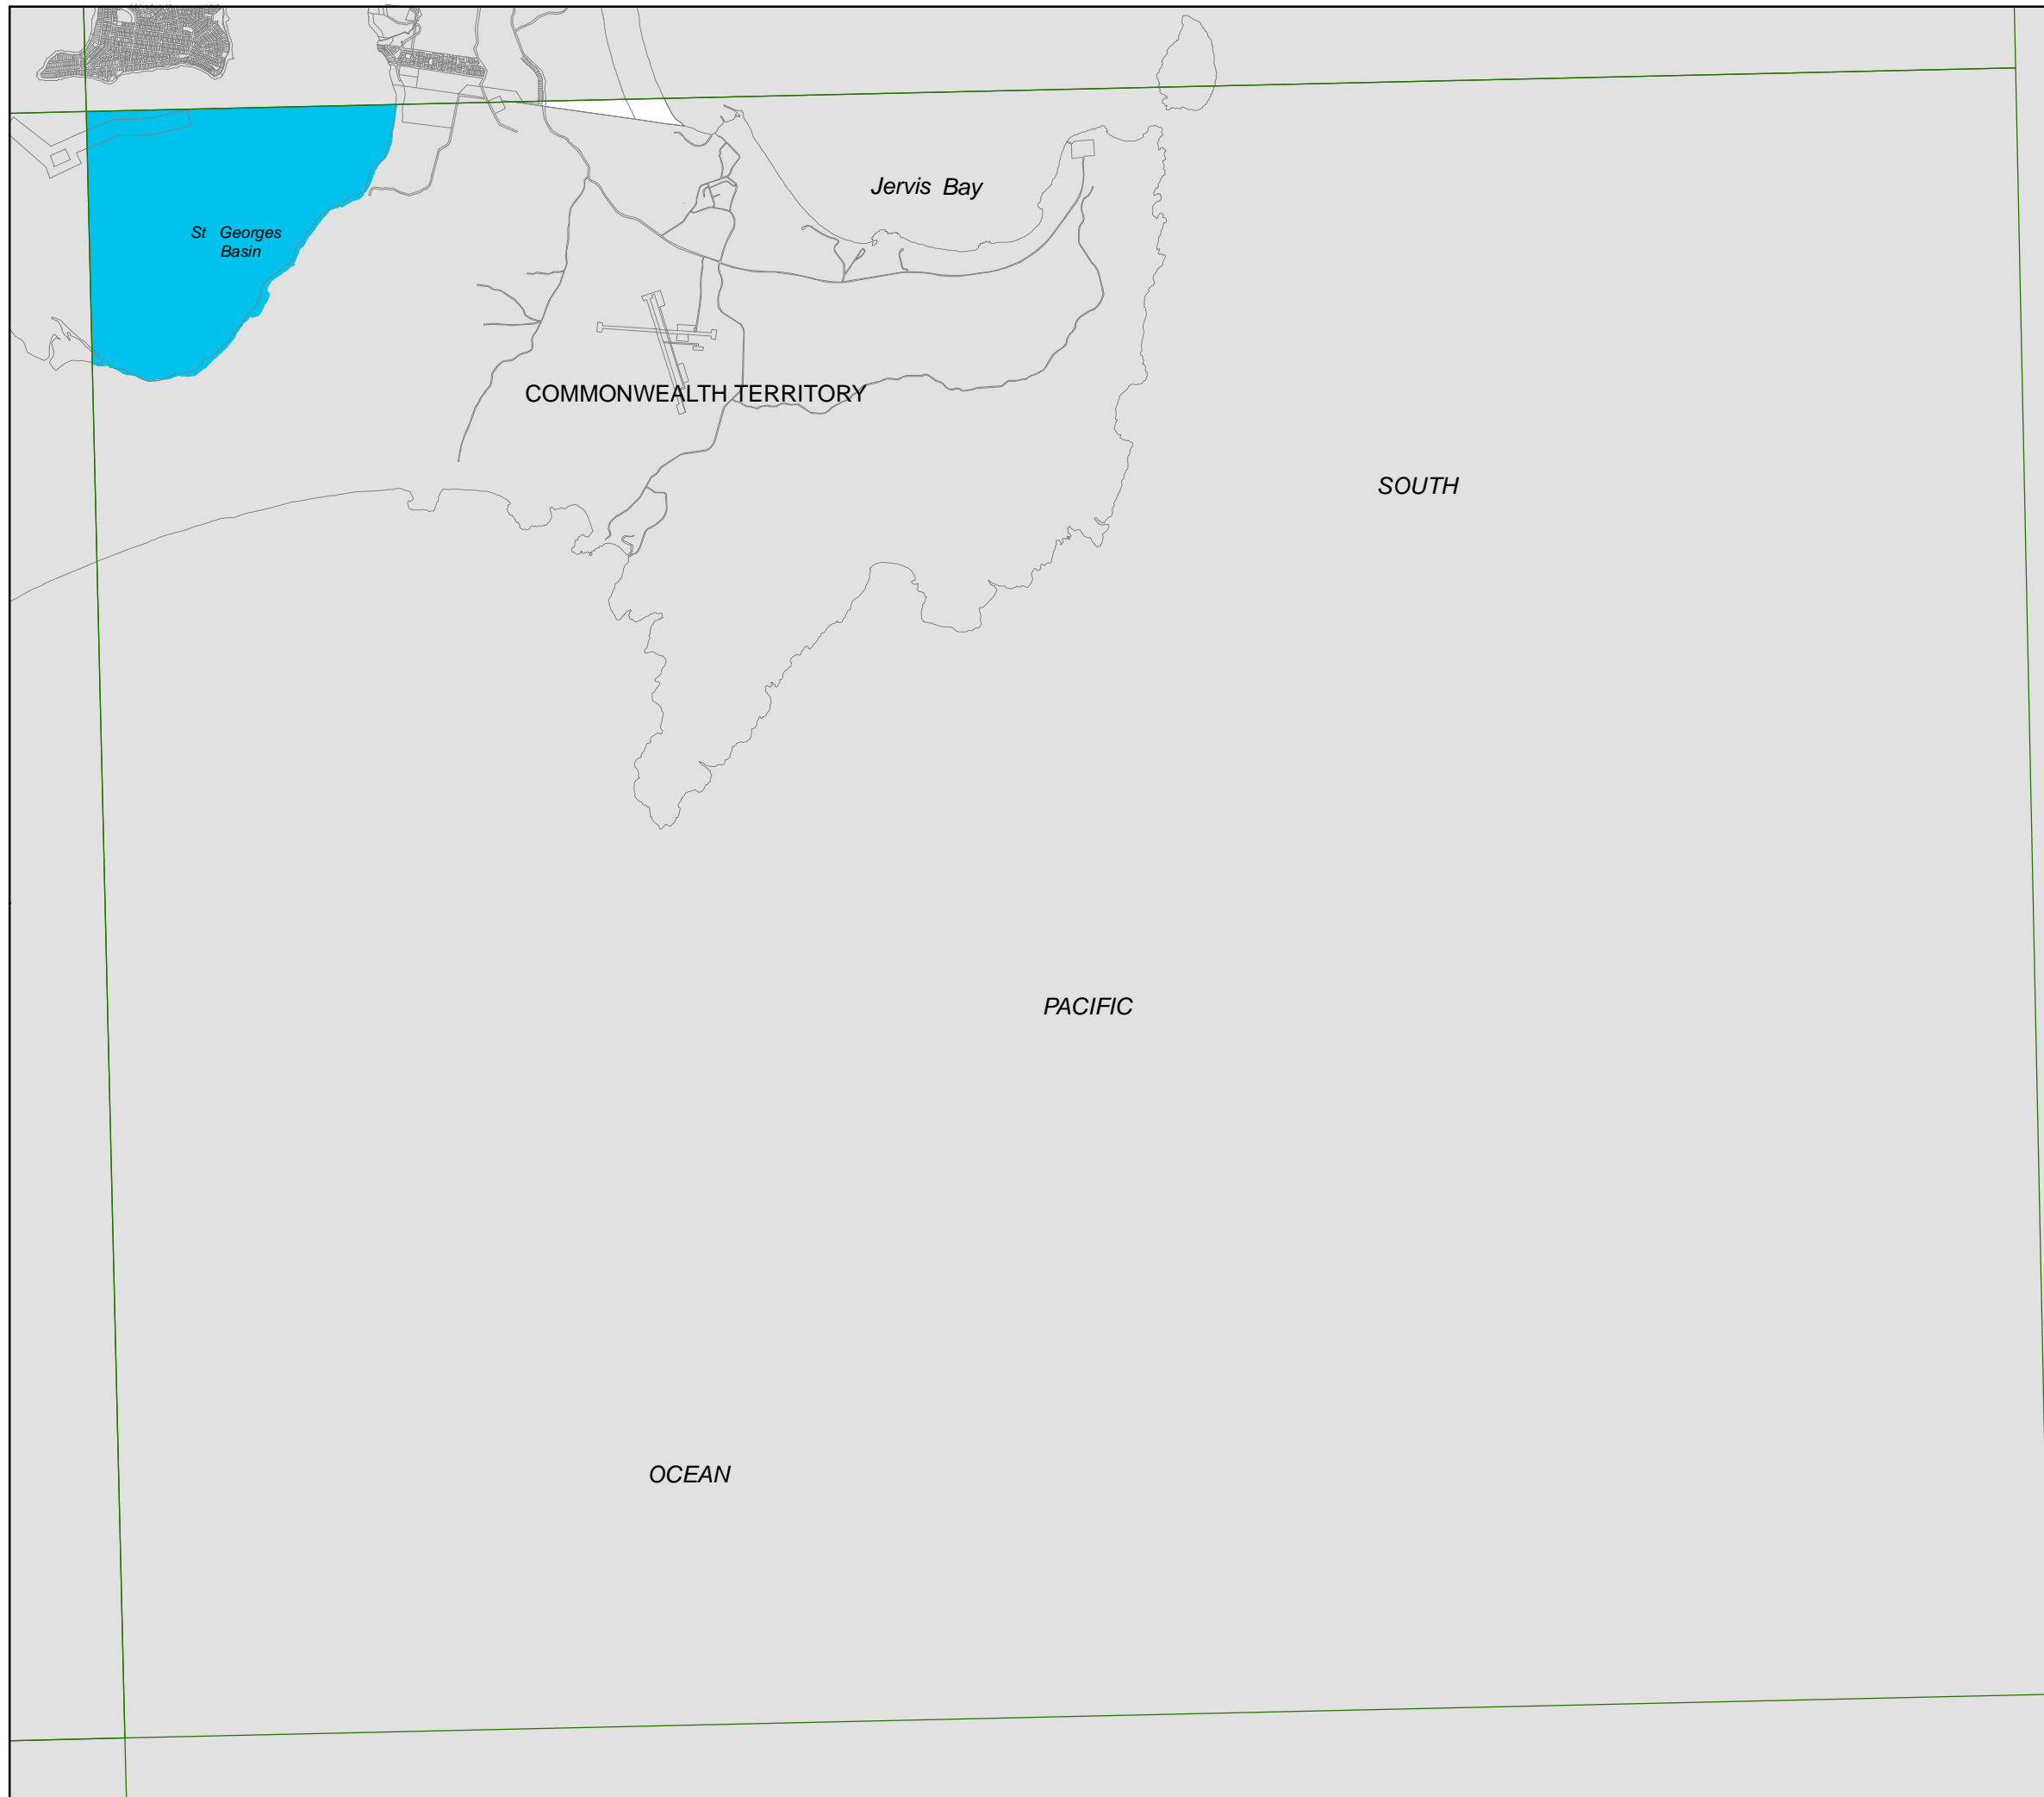 Jervis Bay
St Georges
Basin
COMMONWEALTH TERRITORY
SOUTH
PACIFIC
OCEAN